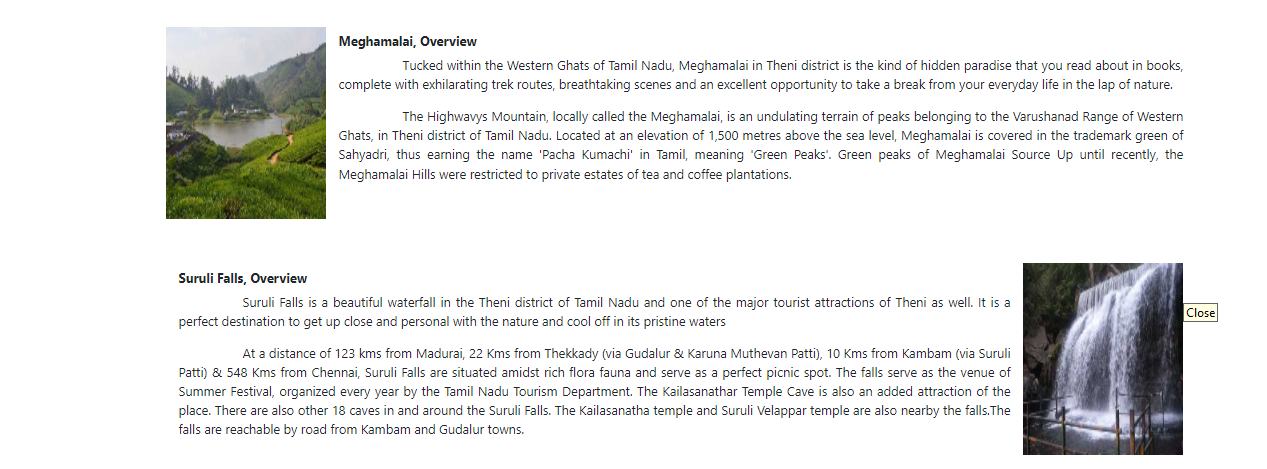 Meghamalai, Overview
Tucked within the Western Ghats of Tamil Nadu, Meghamalai in Theni district is the kind of hidden paradise that you read about in books,
complete with exhilarating trek routes, breathtaking scenes and an excellent opportunity to take a break from your everyday life in the lap of nature.
The Highwavys Mountain, locally called the Meghamalai, is an undulating terrain of peaks belonging to the Varushanad Range of Western
Ghats, in Theni district of Tamil Nadu. Located at an elevation of 1,500 metres above the sea level, Meghamalai is covered in the trademark green of
Sahyadri, thus earning the name 'Pacha Kumachi' in Tamil, meaning 'Green Peaks'. Green peaks of Meghamalai Source Up until recently, the
Meghamalai Hills were restricted to private estates of tea and coffee plantations.
Suruli Falls, Overview
Suruli Falls is a beautiful waterfall in the Theni district of Tamil Nadu and one of the major tourist attractions of Theni as well. It is a
perfect destination to get up close and personal with the nature and cool off in its pristine waters
Close
At a distance of 123 kms from Madurai, 22 Kms from Thekkady (via Gudalur & Karuna Muthevan Patti), 10 Kms from Kambam (via Suruli
Patti) & 548 Kms from Chennai, Suruli Falls are situated amidst rich flora fauna and serve as a perfect picnic spot. The falls serve as the venue of
Summer Festival, organized every year by the Tamil Nadu Tourism Department. The Kailasanathar Temple Cave is also an added attraction of the
place. There are also other 18 caves in and around the Suruli Falls. The Kailasanatha temple and Suruli Velappar temple are also nearby the falls.The
falls are reachable by road from Kambam and Gudalur towns.